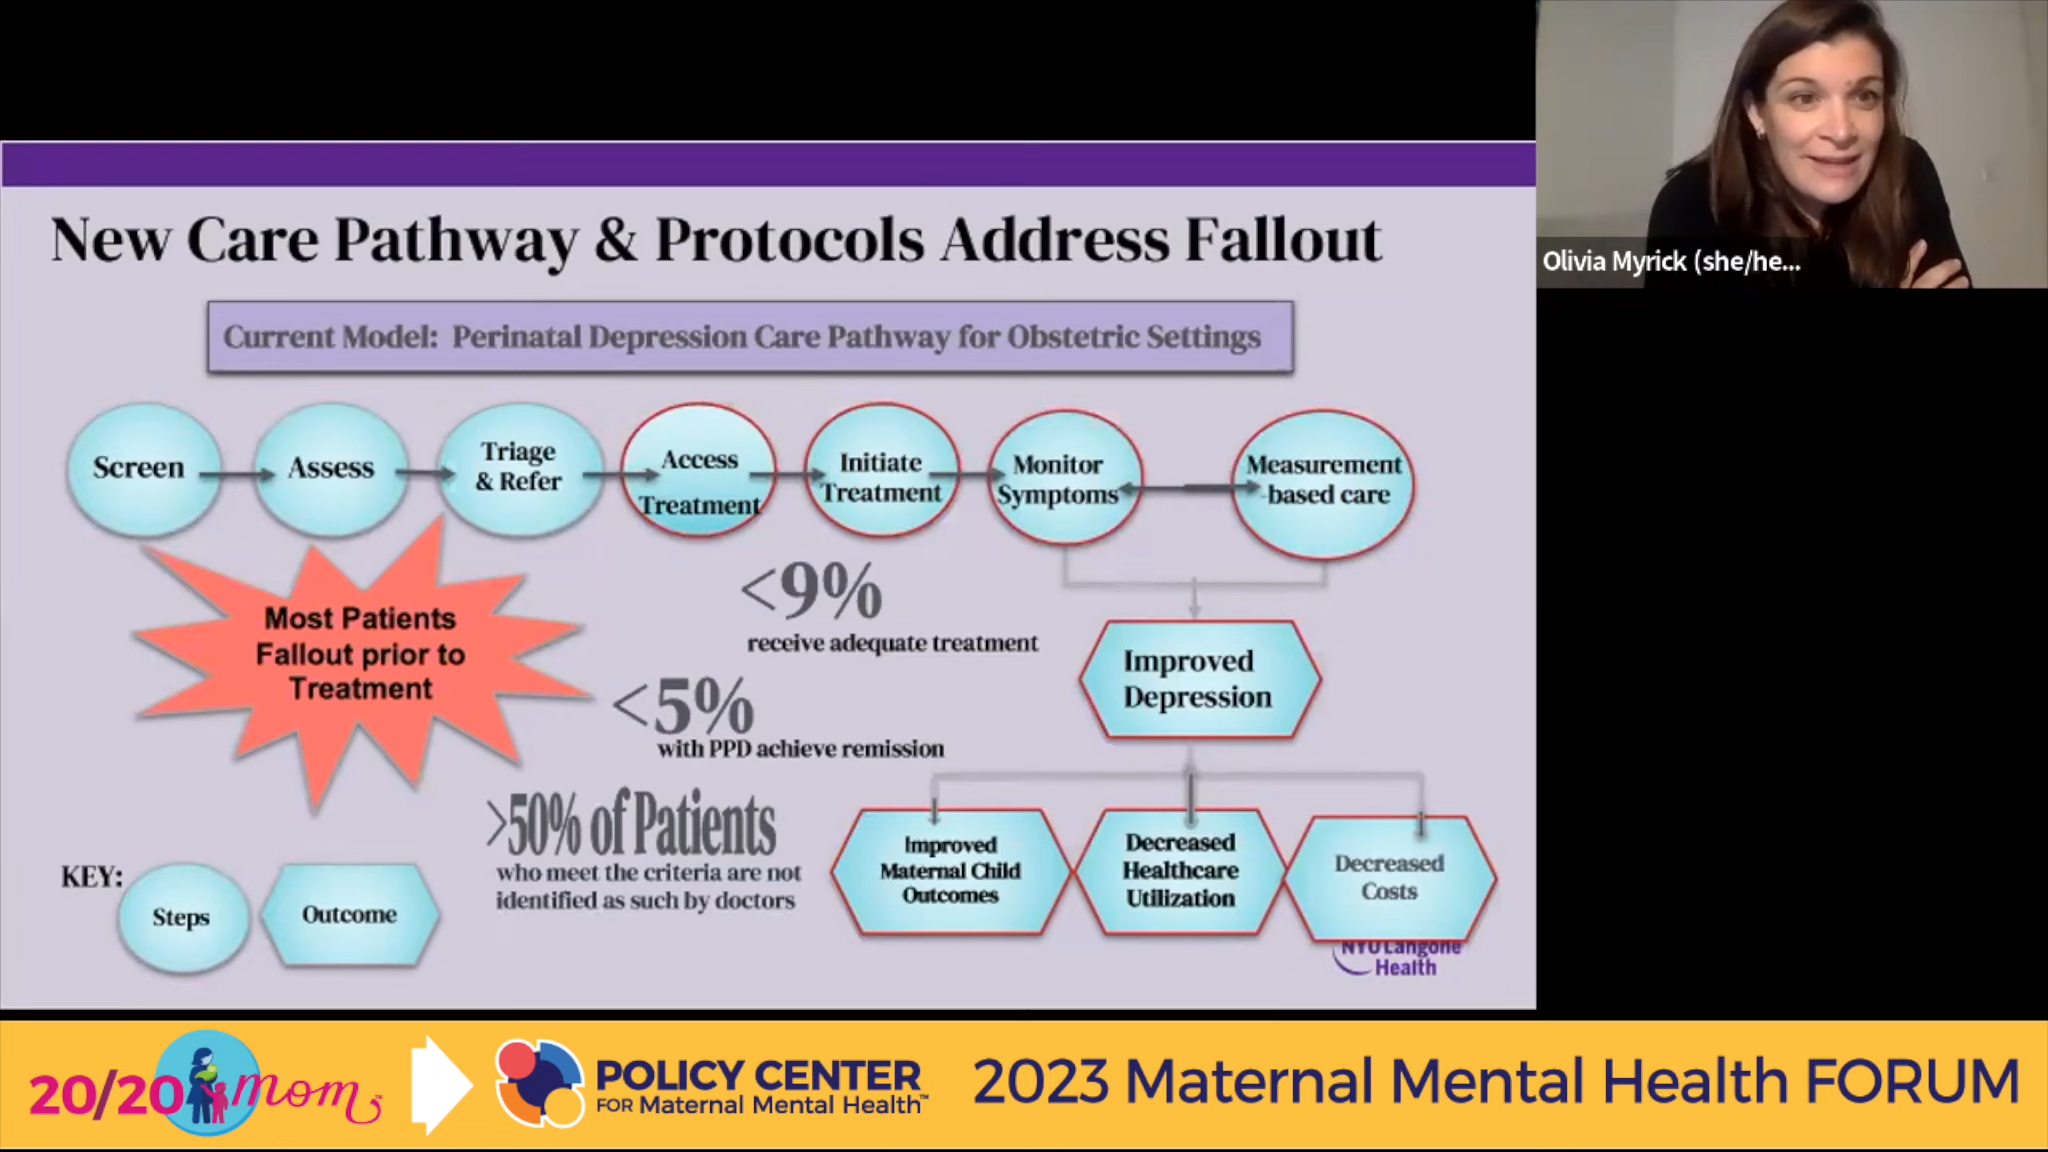 New Care Pathway & Protocols Address Fallout
Olivia Myrick (she/he...
Current Model: Perinatal Depression Care Pathway for Obstetric Settings
Screen
Assess
Triage
& Refer
Access
Treatment
Initiate
Treatment
Monitor
Symptoms
Measurement
-based care
Most Patients
Fallout prior to
Treatment
<9%
receive adequate treatment
<5%
with PPD achieve remission
>50% of Patients
who meet the criteria are not
identified as such by doctors
Improved
Depression
Improved
Maternal Child
Outcomes
Decreased
Healthcare
Utilization
Decreased
Costs
KEY:
Steps
Outcome
NYU Langone
Health
20/20 mom™
POLICY CENTER
FOR Maternal Mental Health™
2023 Maternal Mental Health FORUM